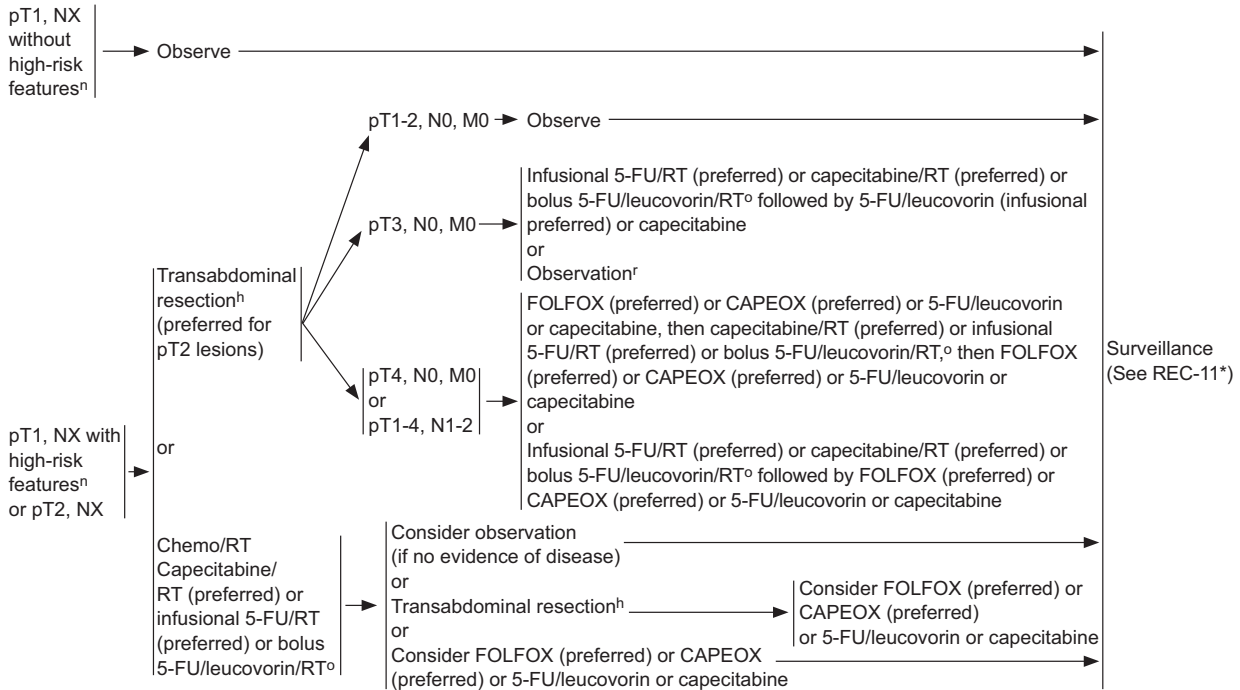 pT1, NX
without
high-risk
featuresⁿ
Observe
pT1-2, N0, M0
Observe
pT3, N0, M0
Infusional 5-FU/RT (preferred) or capecitabine/RT (preferred) or
bolus 5-FU/leucovorin/RTᵒ followed by 5-FU/leucovorin (infusional
preferred) or capecitabine
or
Observationʳ
Transabdominal
resectionʰ
(preferred for
pT2 lesions)
pT4, N0, M0
or
pT1-4, N1-2
FOLFOX (preferred) or CAPEOX (preferred) or 5-FU/leucovorin
or capecitabine, then capecitabine/RT (preferred) or infusional
5-FU/RT (preferred) or bolus 5-FU/leucovorin/RT,ᵒ then FOLFOX
(preferred) or CAPEOX (preferred) or 5-FU/leucovorin or
capecitabine
or
Infusional 5-FU/RT (preferred) or capecitabine/RT (preferred) or
bolus 5-FU/leucovorin/RTᵒ followed by FOLFOX (preferred) or
CAPEOX (preferred) or 5-FU/leucovorin or capecitabine
Surveillance
(See REC-11*)
pT1, NX with
high-risk
featuresⁿ
or pT2, NX
or
Chemo/RT
Capecitabine/
RT (preferred) or
infusional 5-FU/RT
(preferred) or bolus
5-FU/leucovorin/RTᵒ
Consider observation
(if no evidence of disease)
or
Transabdominal resectionʰ
or
Consider FOLFOX (preferred) or CAPEOX
(preferred) or 5-FU/leucovorin or capecitabine
Consider FOLFOX (preferred) or
CAPEOX (preferred)
or 5-FU/leucovorin or capecitabine